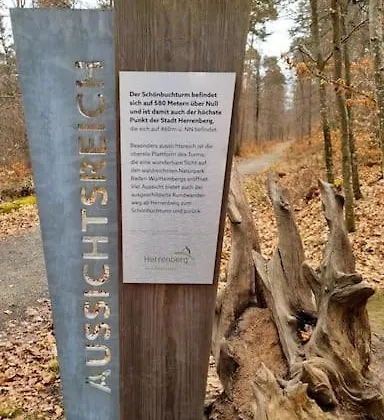 AUSSICHTSREICH
Der Schönbuchturm befindet
sich auf 580 Metern über Null
und ist damit auch der höchste
Punkt der Stadt Herrenberg,
die sich auf 460m ü. NN befindet.
Besonders aussichtsreich ist die
oberste Plattform des Turms,
die eine wunderbare Sicht auf
den waldreichsten Naturpark
Baden-Württembergs eröffnet.
Viel Aussicht bietet auch der
ausgeschilderte Rundwander-
weg ab Herrenberg zum
Schönbuchturm und zurück.
Herrenberg